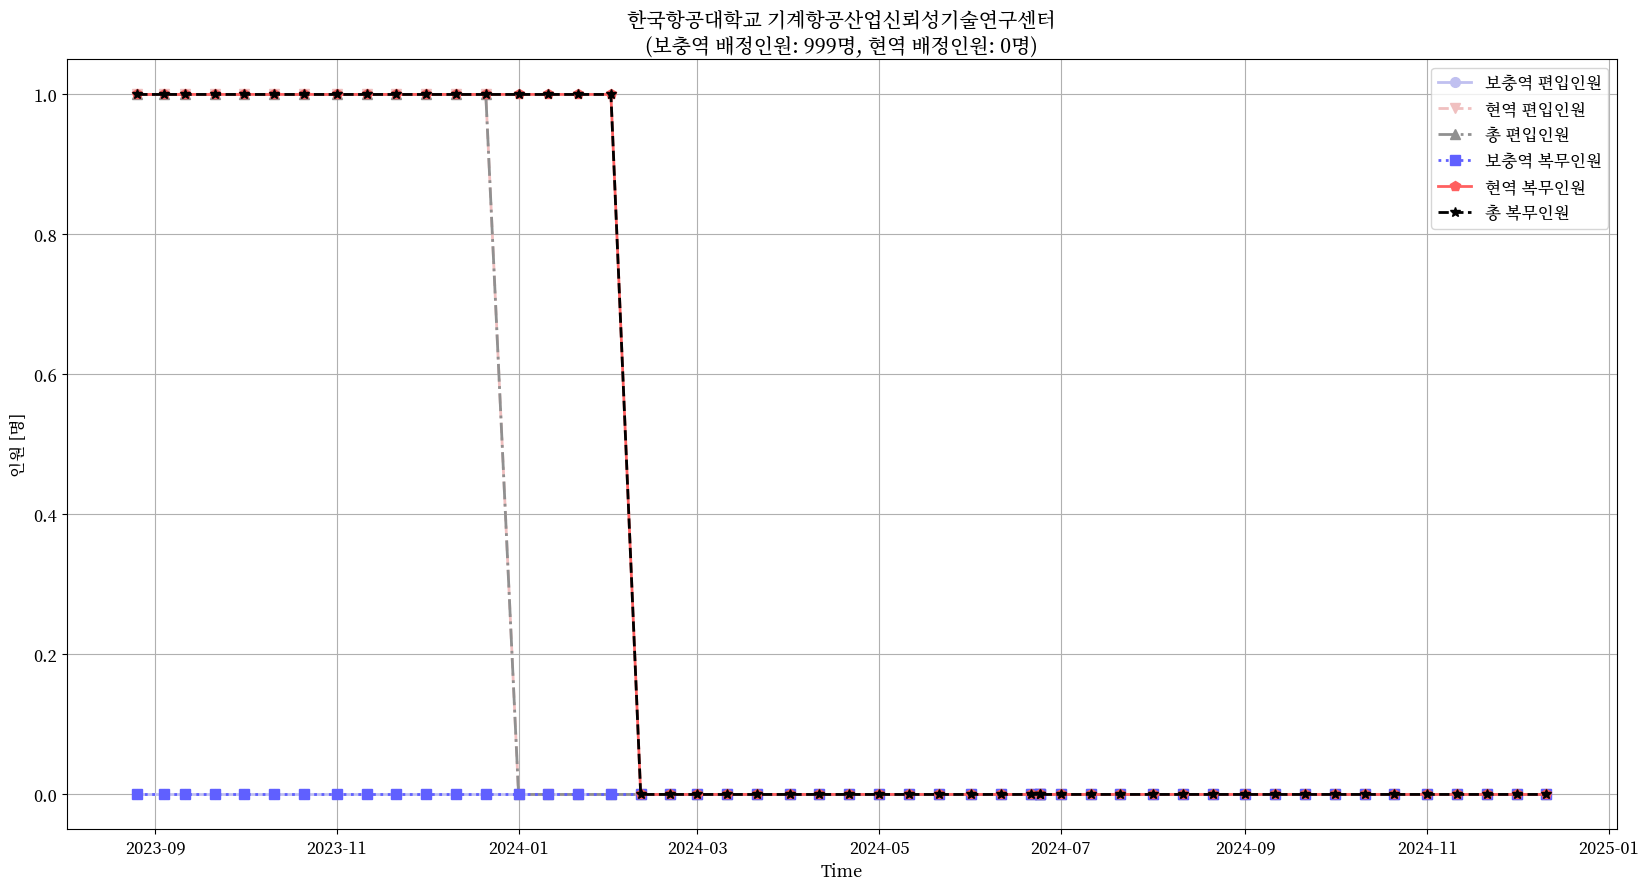 한국항공대학교 기계항공산업신뢰성기술연구센터
(보충역 배정인원: 999명, 현역 배정인원: 0명)
보충역 편입인원
현역 편입인원
총 편입인원
보충역 복무인원
현역 복무인원
총 복무인원
인원 [명]
1.0
0.8
0.6
0.4
0.2
0.0
2023-09 2023-11 2024-01 2024-03 2024-05 2024-07 2024-09 2024-11 2025-01
Time